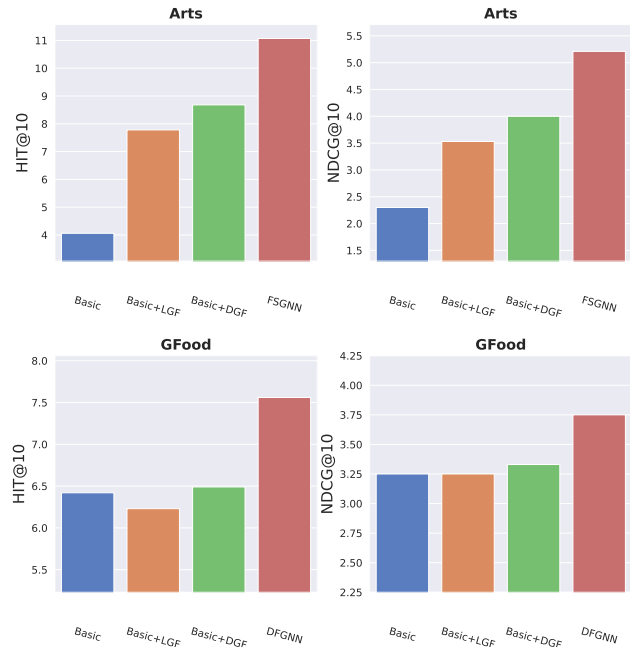 Arts
HIT@10
11
10
9
8
7
6
5
4
Basic
Basic+LGF
Basic+DGF
FSGNN
Arts
NDCG@10
5.5
5.0
4.5
4.0
3.5
3.0
2.5
2.0
1.5
Basic
Basic+LGF
Basic+DGF
FSGNN
GFood
HIT@10
8.0
7.5
7.0
6.5
6.0
5.5
Basic
Basic+LGF
Basic+DGF
DFGNN
GFood
NDCG@10
4.25
4.00
3.75
3.50
3.25
3.00
2.75
2.50
2.25
Basic
Basic+LGF
Basic+DGF
DFGNN